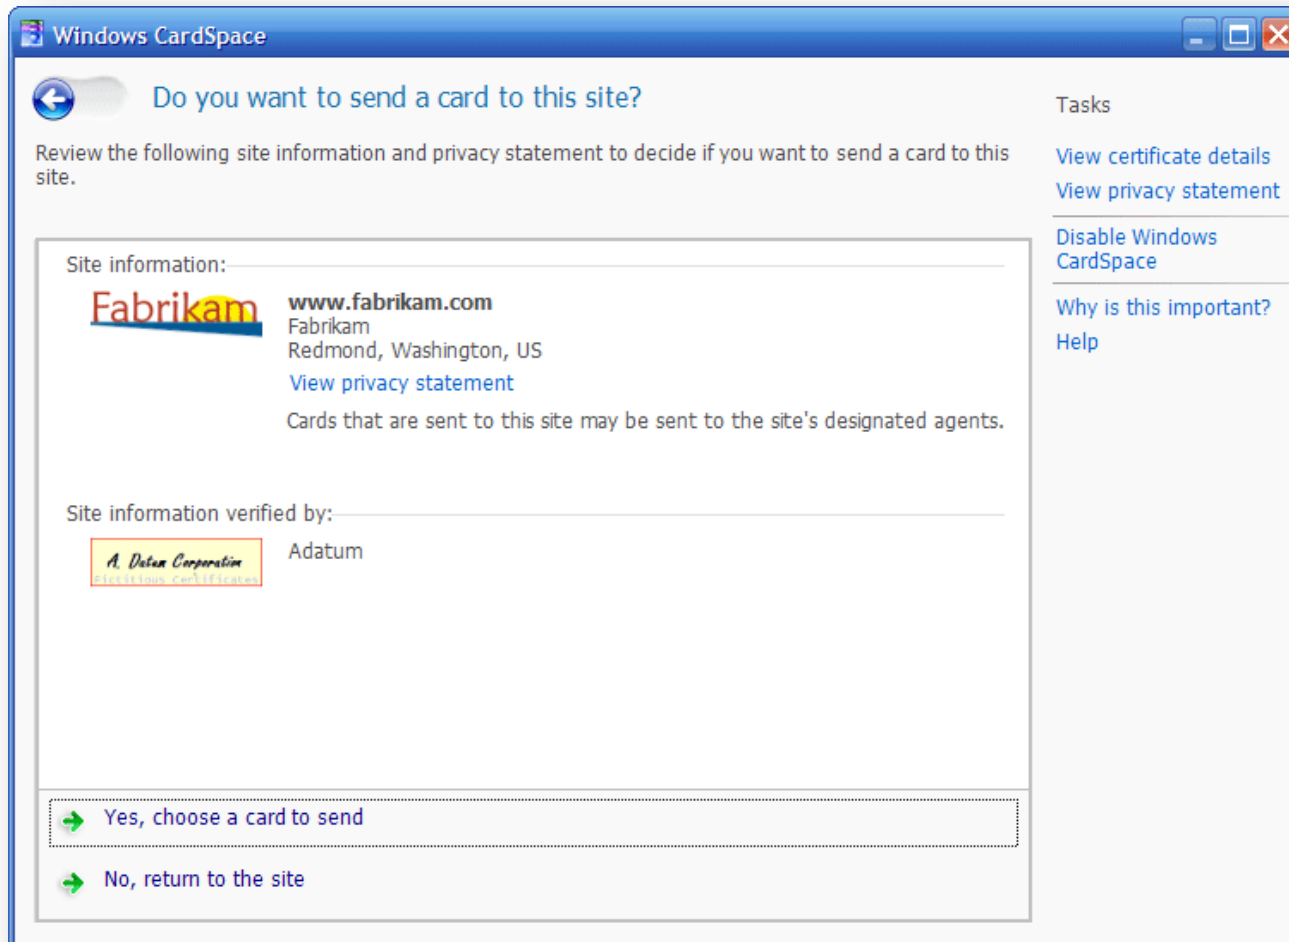 Windows CardSpace
Do you want to send a card to this site?
Review the following site information and privacy statement to decide if you want to send a card to this
site.
Site information:
Fabrikam
www.fabrikam.com
Fabrikam
Redmond, Washington, US
View privacy statement
Cards that are sent to this site may be sent to the site's designated agents.
Site information verified by:
A. Datum Corporation
Fictitious Certificates
Adatum
Yes, choose a card to send
No, return to the site
Tasks
View certificate details
View privacy statement
Disable Windows
CardSpace
Why is this important?
Help